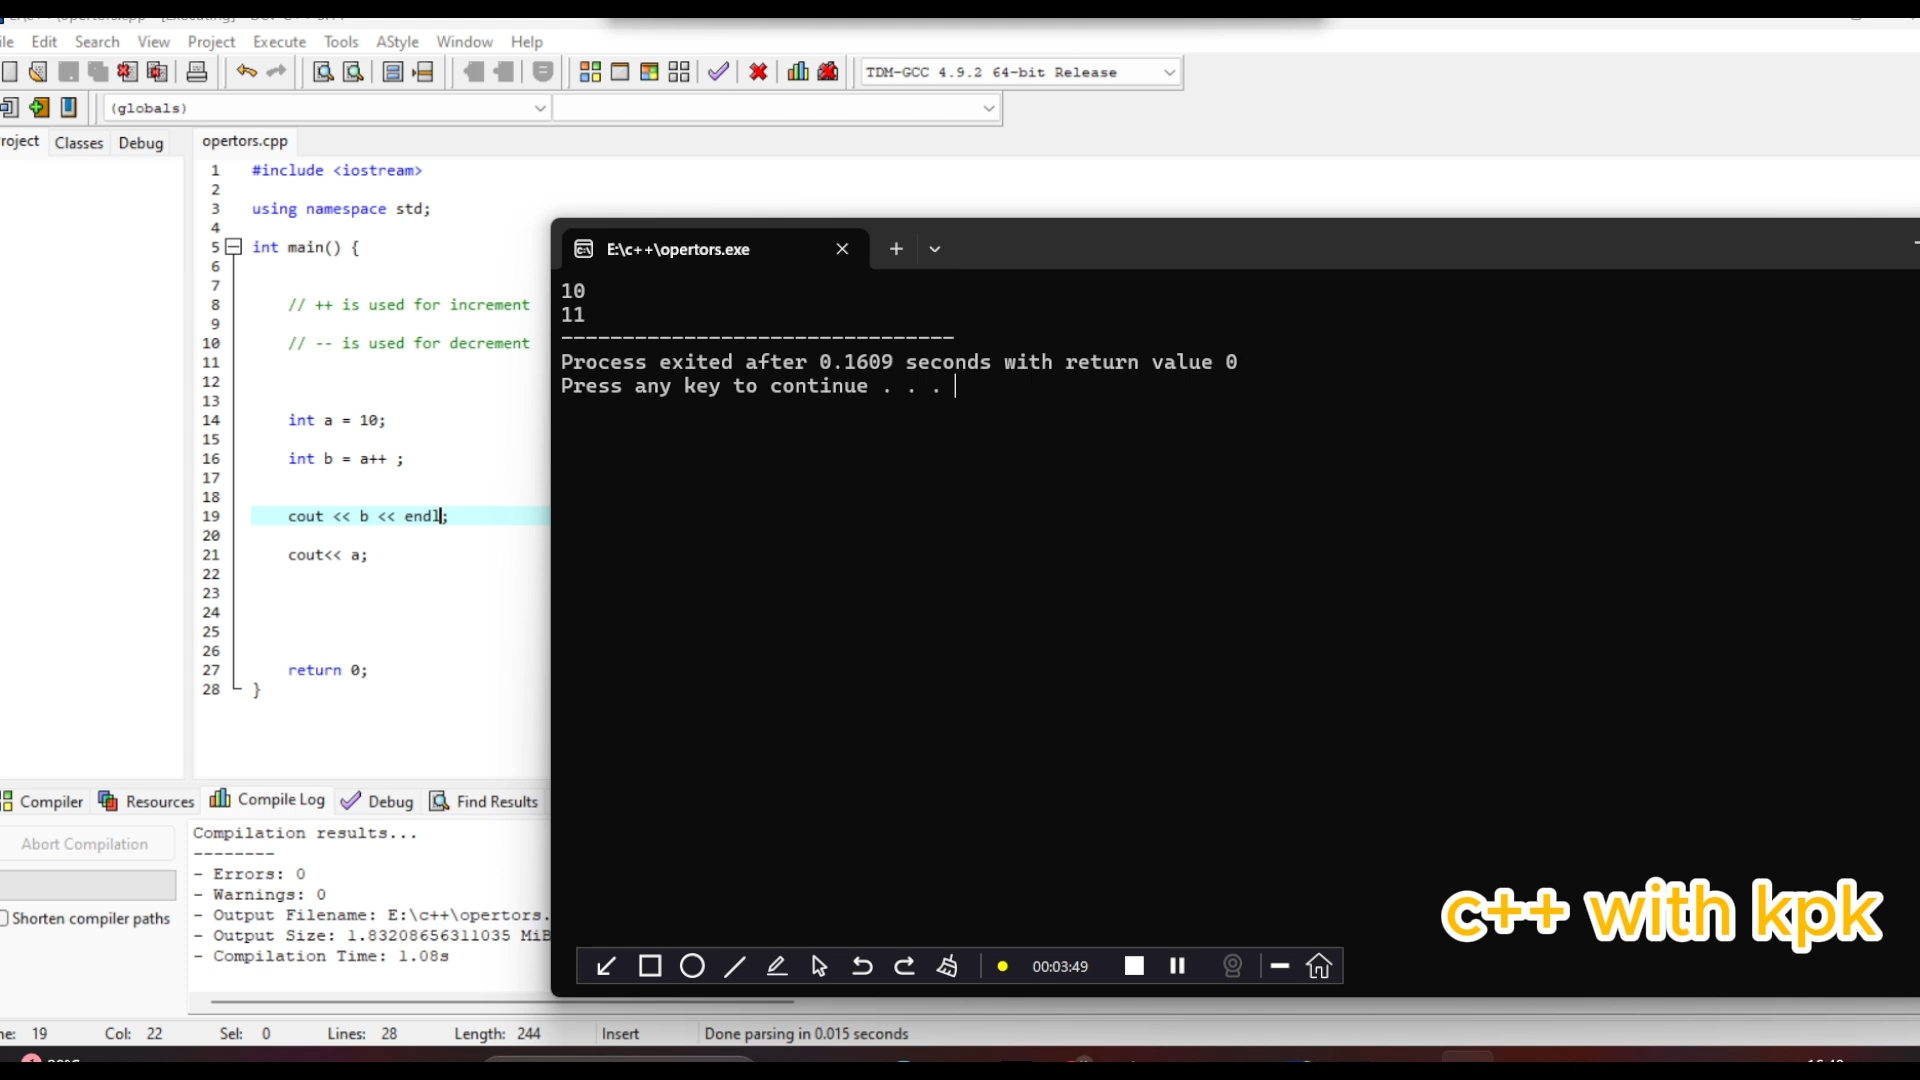 Edit Search View Project Execute Tools AStyle Window Help
TDM-GCC 4.9.2 64-bit Release
(globals)
Classes Debug opertors.cpp
1 #include <iostream>
2
3 using namespace std;
4
5 int main() {
6
7
8 // ++ is used for increment
9
10 // -- is used for decrement
11
12
13
14 int a = 10;
15
16 int b = a++ ;
17
18
19 cout << b << endl;
20
21 cout<< a;
22
23
24
25
26
27 return 0;
28 }
E:\c++\opertors.exe
10
11
--------------------------------
Process exited after 0.1609 seconds with return value 0
Press any key to continue . . .
Compiler Resources Compile Log Debug Find Results
Abort Compilation
Shorten compiler paths
Compilation results...
--------
- Errors: 0
- Warnings: 0
- Output Filename: E:\c++\opertors.
- Output Size: 1.83208656311035 MiB
- Compilation Time: 1.08s
c++ with kpk
00:03:49
19 Col: 22 Sel: 0 Lines: 28 Length: 244 Insert Done parsing in 0.015 seconds